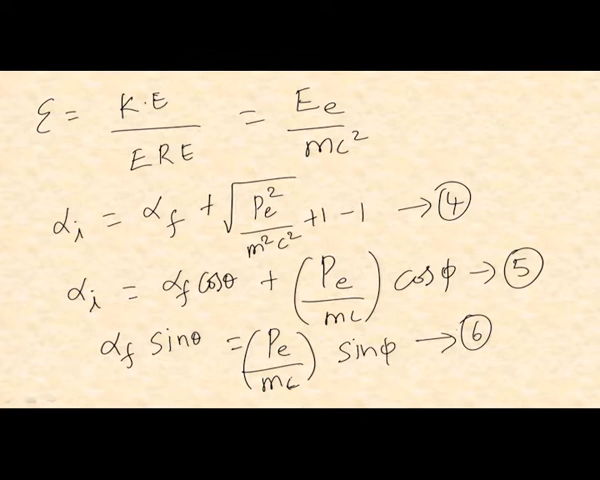 ε = K.E / ERE = Ee / mc²
αi = αf + √(Pe² / m²c² + 1) - 1 → ④
αi = αf cosθ + (Pe / mc) cosφ → ⑤
αf sinθ = (Pe / mc) sinφ → ⑥